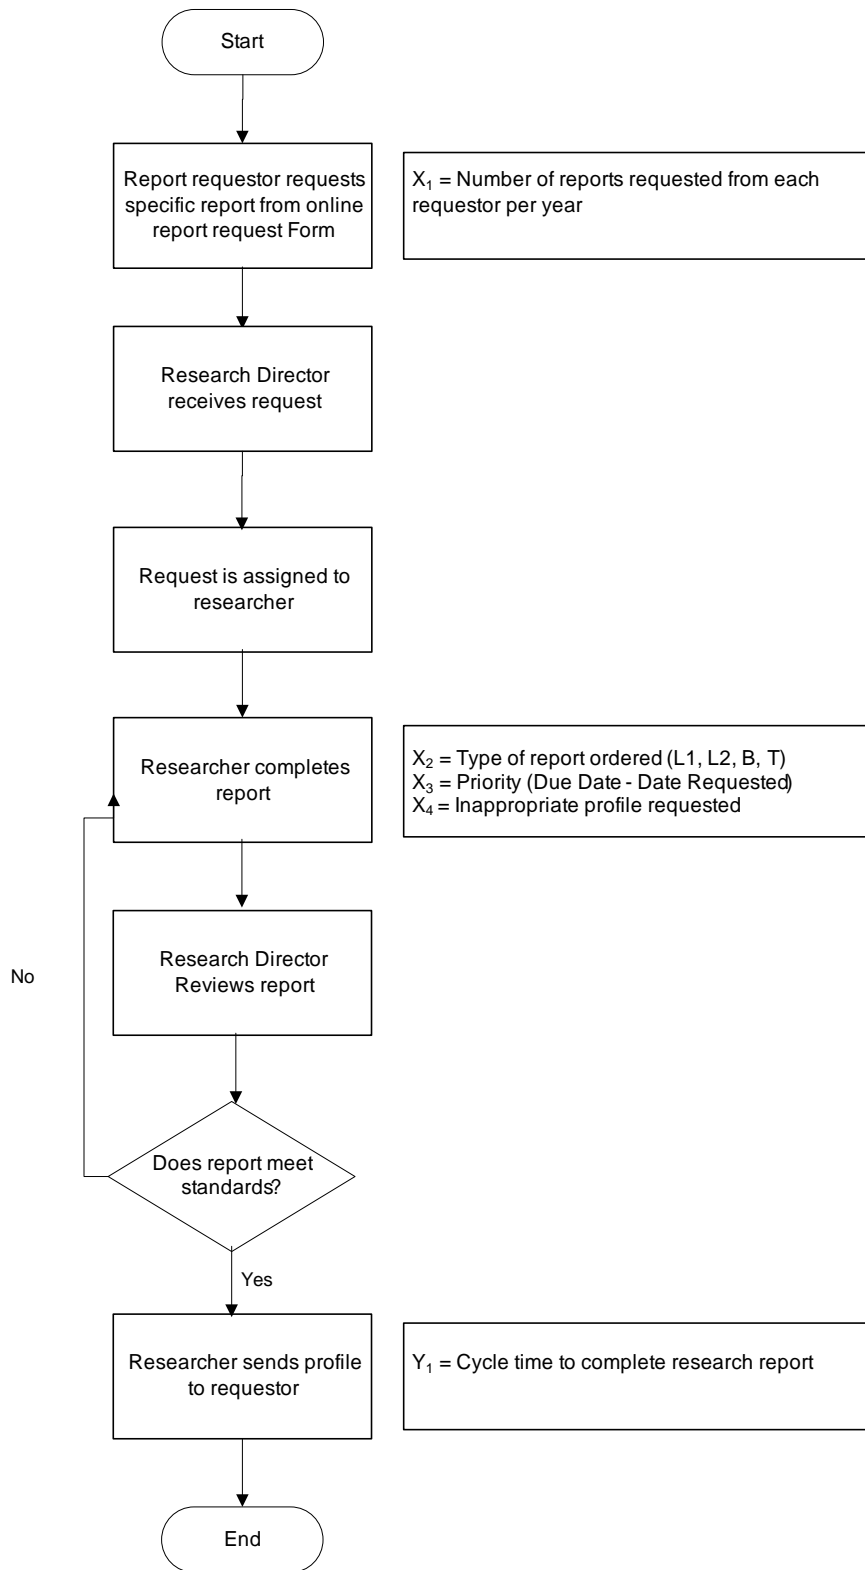 Start
Report requestor requests
specific report from online
report request Form
X₁ = Number of reports requested from each
requestor per year
Research Director
receives request
Request is assigned to
researcher
Researcher completes
report
X₂ = Type of report ordered (L1, L2, B, T)
X₃ = Priority (Due Date - Date Requested)
X₄ = Inappropriate profile requested
Research Director
Reviews report
No
Does report meet
standards?
Yes
Researcher sends profile
to requestor
Y₁ = Cycle time to complete research report
End